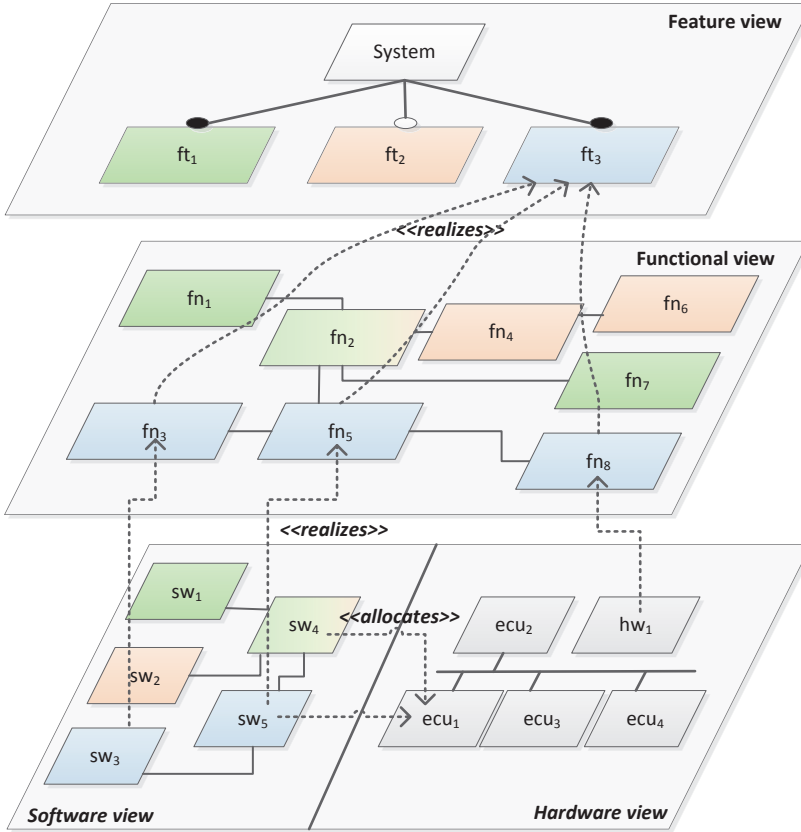 Feature view
System
ft₁
ft₂
ft₃
<<realizes>>
Functional view
fn₁
fn₂
fn₄
fn₆
fn₇
fn₃
fn₅
fn₈
<<realizes>>
sw₁
sw₄
<<allocates>>
ecu₂
hw₁
sw₂
sw₅
ecu₁
ecu₃
ecu₄
sw₃
Software view
Hardware view